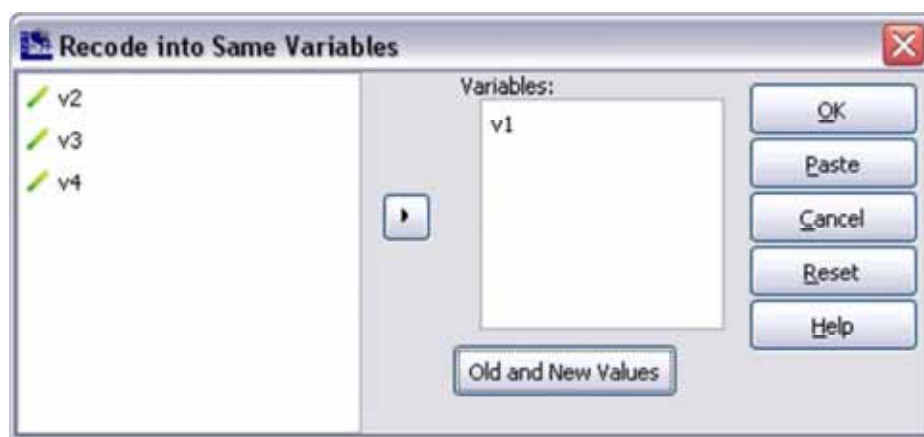 Recode into Same Variables
v2
v3
v4
Variables:
v1
Old and New Values
OK
Paste
Cancel
Reset
Help